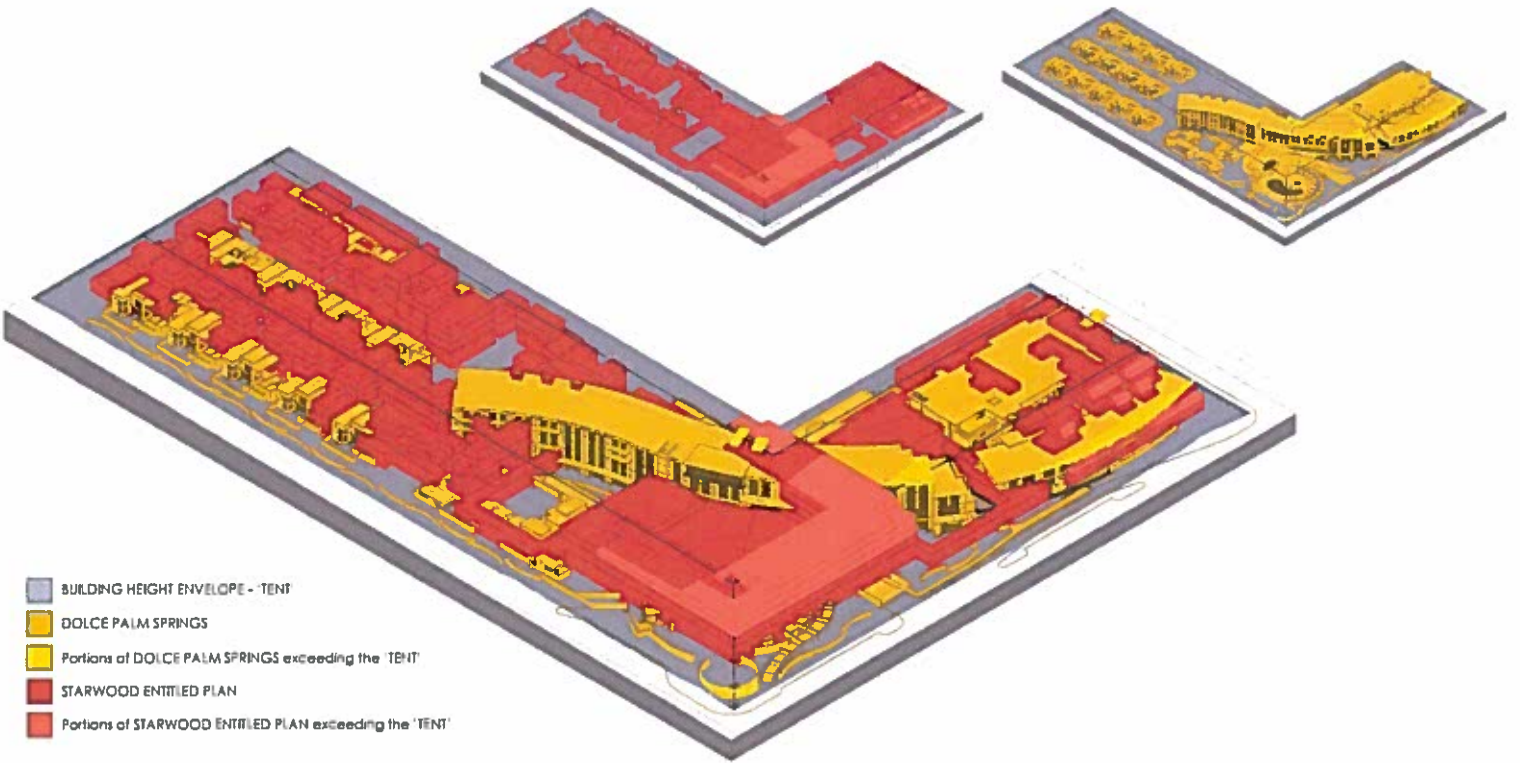 BUILDING HEIGHT ENVELOPE - 'TENT'
DOLCE PALM SPRINGS
Portions of DOLCE PALM SPRINGS exceeding the 'TENT'
STARWOOD ENTITLED PLAN
Portions of STARWOOD ENTITLED PLAN exceeding the 'TENT'